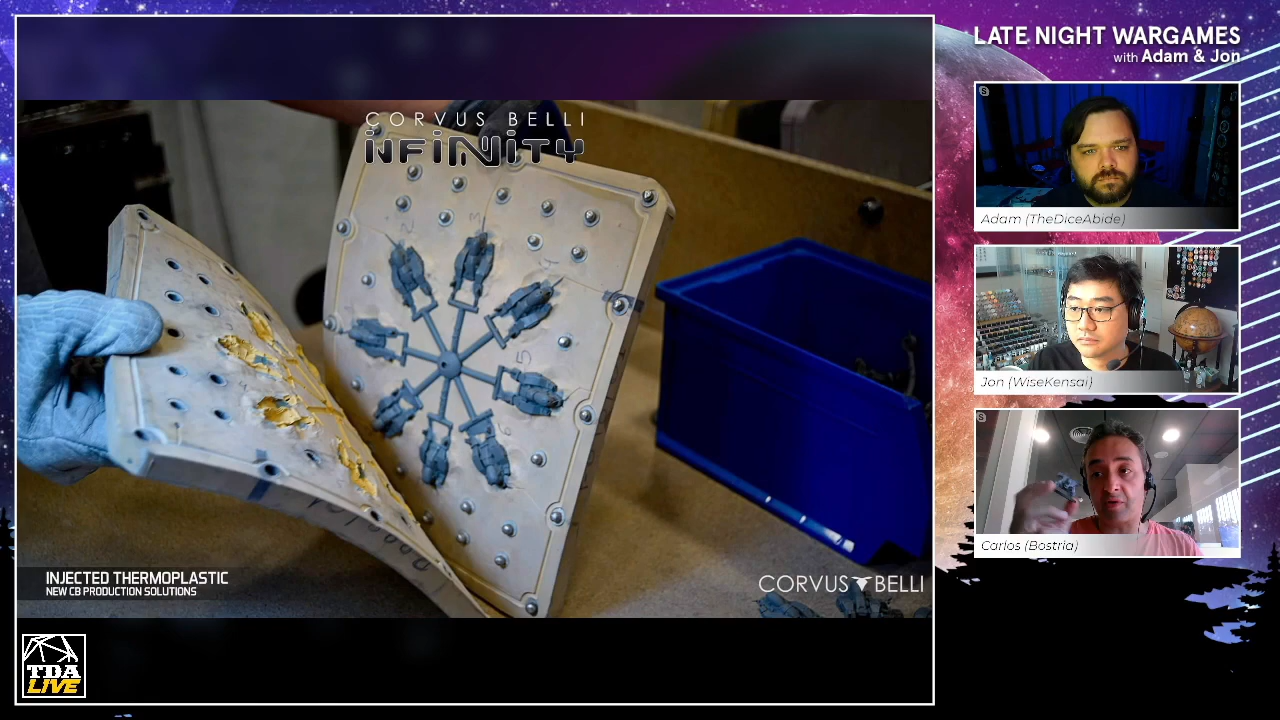 LATE NIGHT WARGAMES
with Adam & Jon
CORVUS BELLI
iNFiNiTY
Adam (TheDiceAbide)
Jon (WiseKensai)
Carlos (Bostria)
INJECTED THERMOPLASTIC
NEW CB PRODUCTION SOLUTIONS
CORVUS BELLI
TDA
LIVE